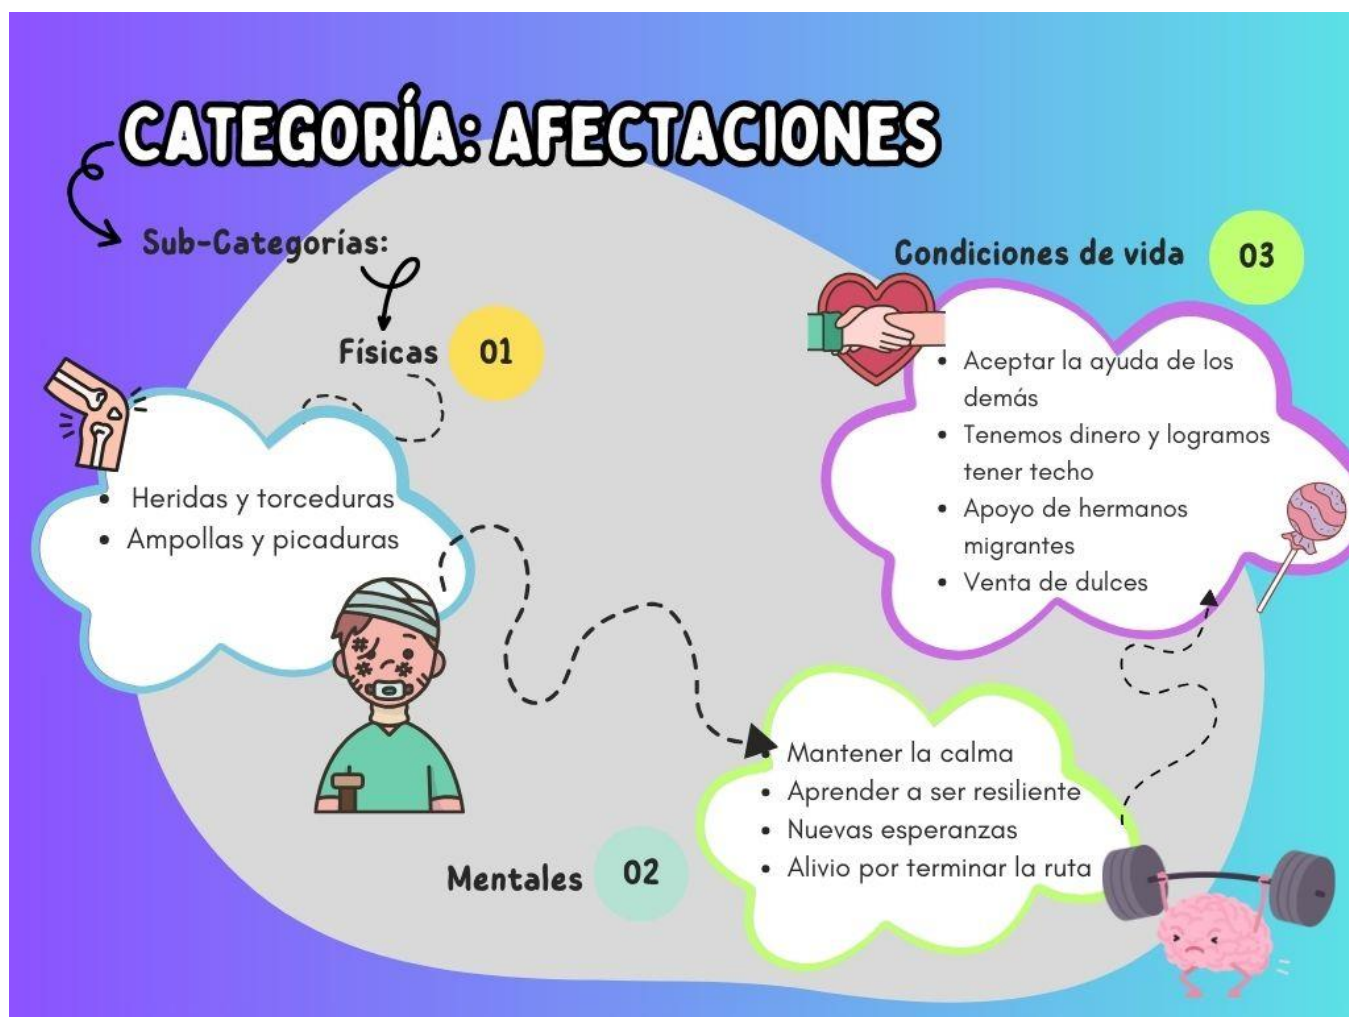 CATEGORÍA: AFECTACIONES
Sub-Categorías:
Físicas
01
• Heridas y torceduras
• Ampollas y picaduras
Mentales
02
• Mantener la calma
• Aprender a ser resiliente
• Nuevas esperanzas
• Alivio por terminar la ruta
Condiciones de vida
03
• Aceptar la ayuda de los
demás
• Tenemos dinero y logramos
tener techo
• Apoyo de hermanos
migrantes
• Venta de dulces